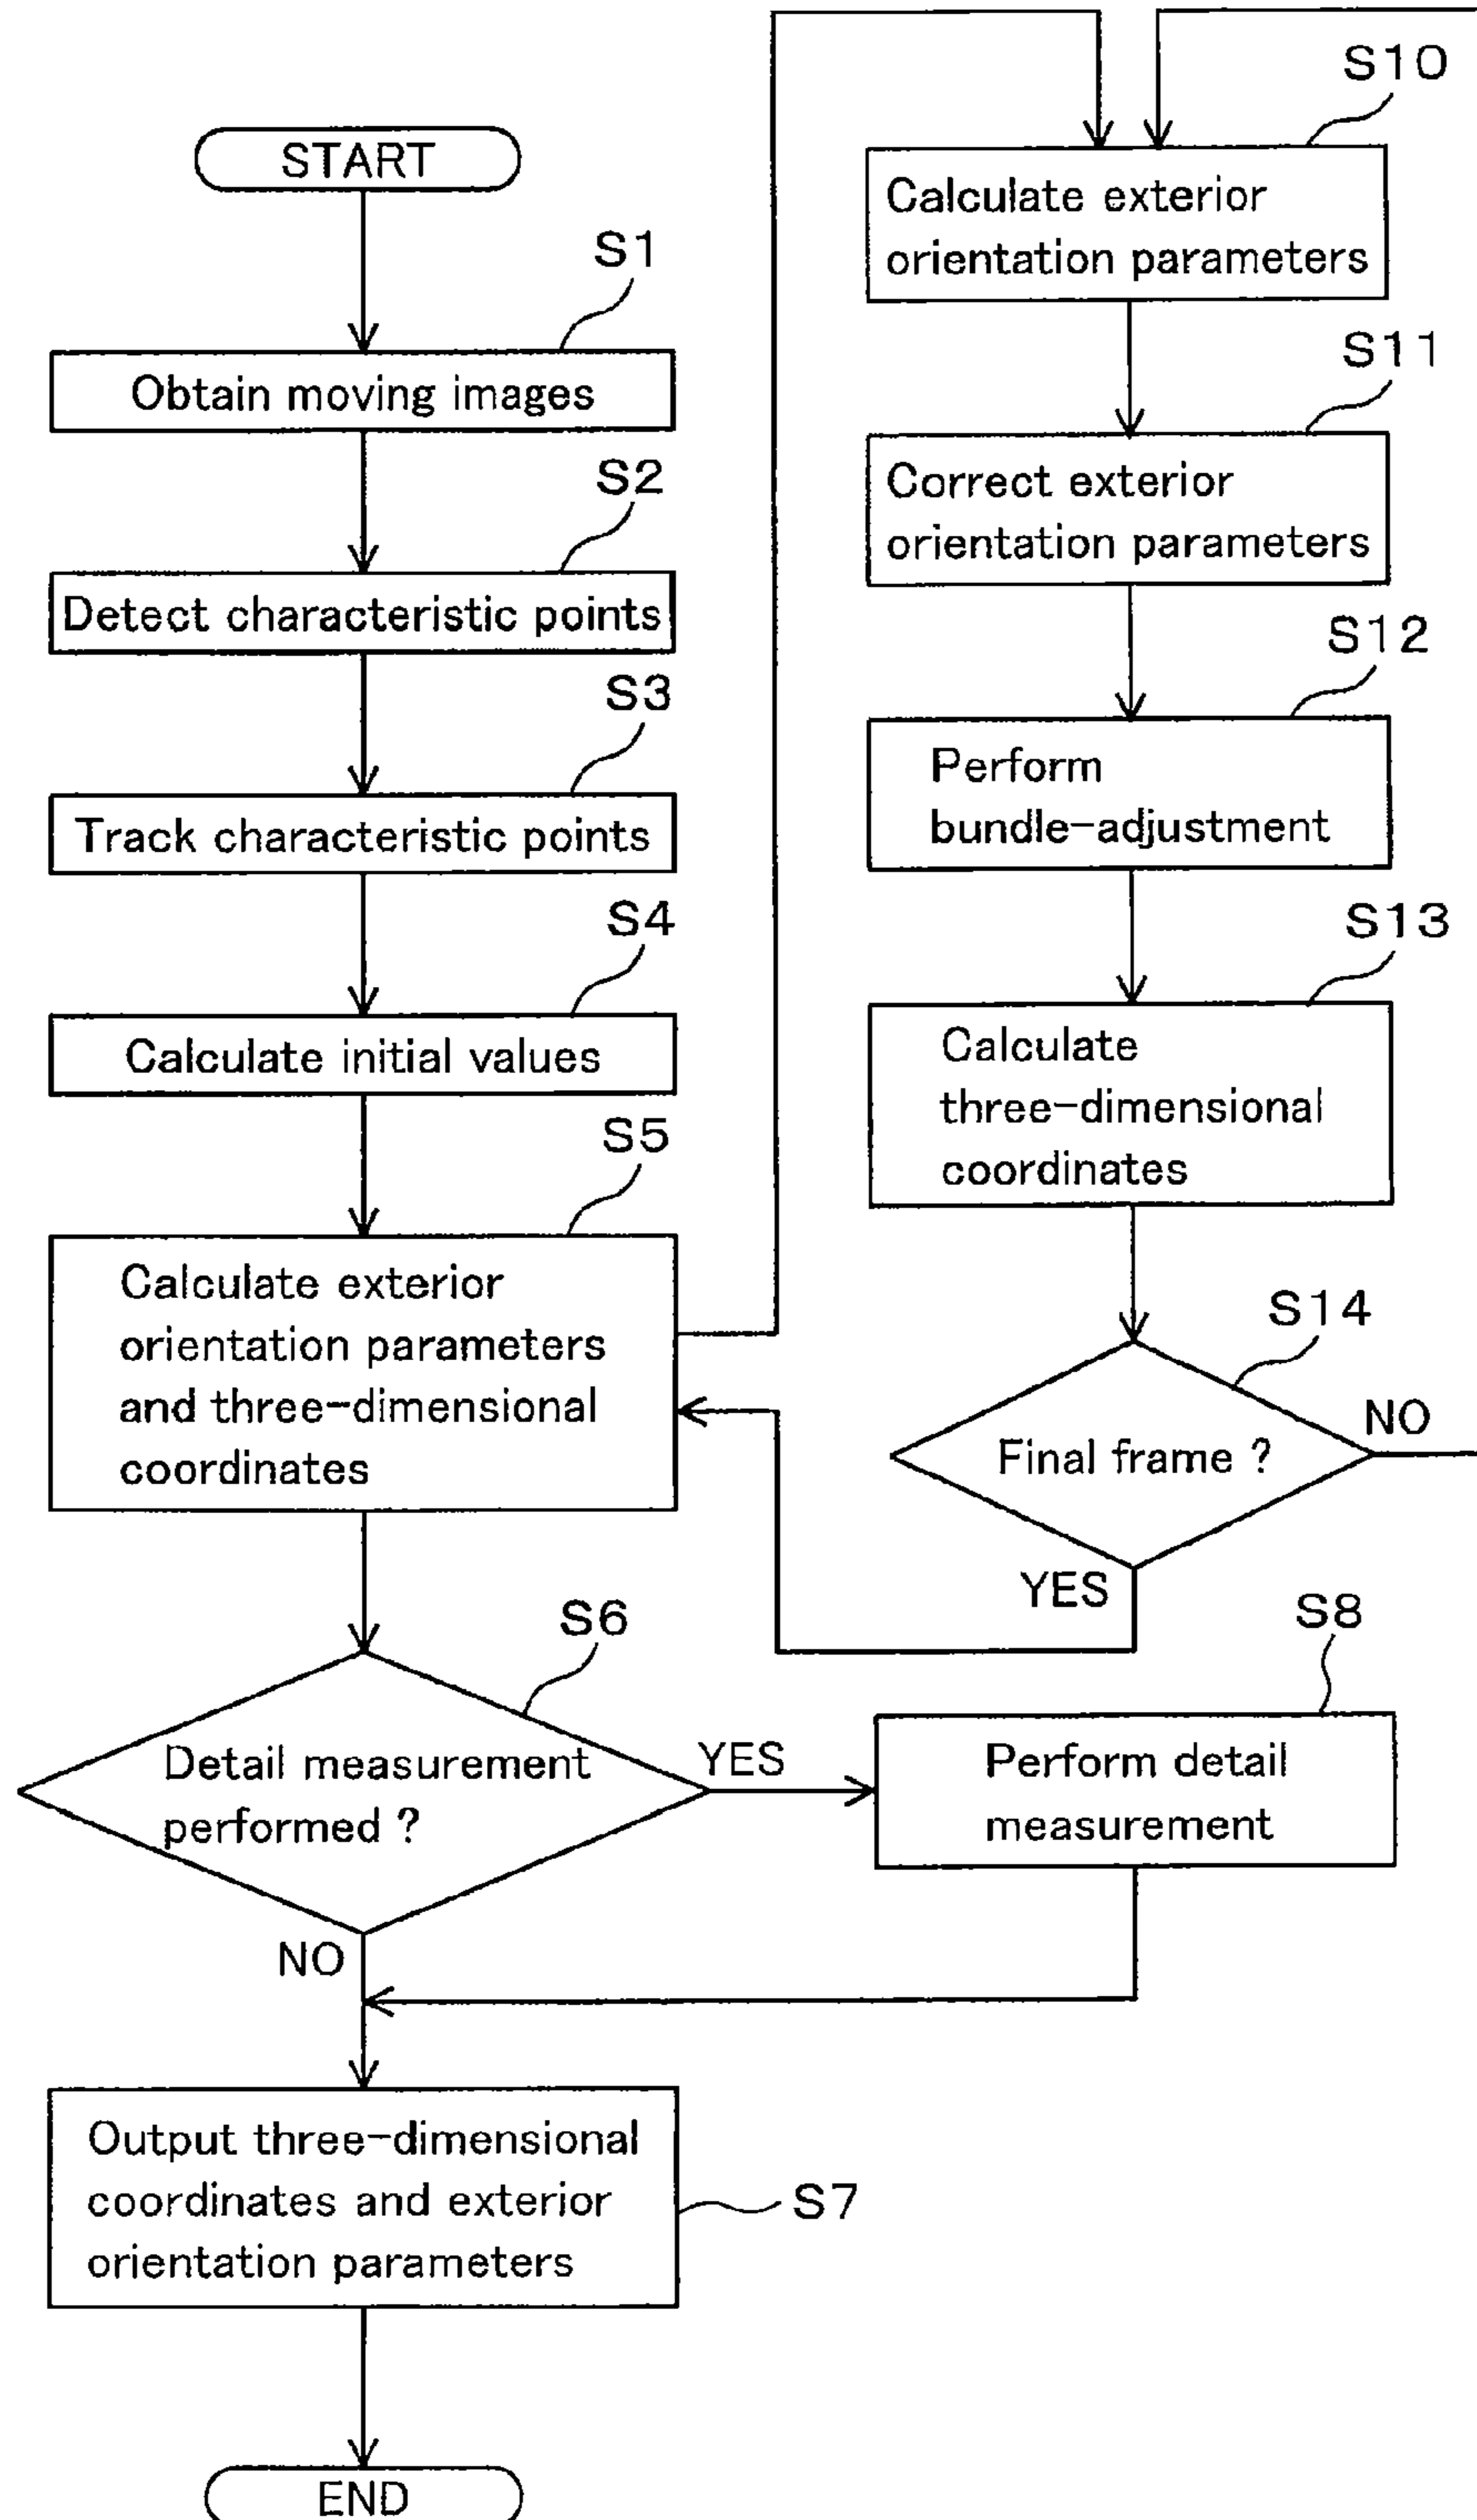 START
S1
Obtain moving images
S2
Detect characteristic points
S3
Track characteristic points
S4
Calculate initial values
S5
Calculate exterior
orientation parameters
and three-dimensional
coordinates
S6
Detail measurement
performed ?
YES
NO
S8
Perform detail
measurement
Output three-dimensional
coordinates and exterior
orientation parameters
S7
END
S10
Calculate exterior
orientation parameters
S11
Correct exterior
orientation parameters
S12
Perform
bundle-adjustment
S13
Calculate
three-dimensional
coordinates
S14
Final frame ?
NO
YES